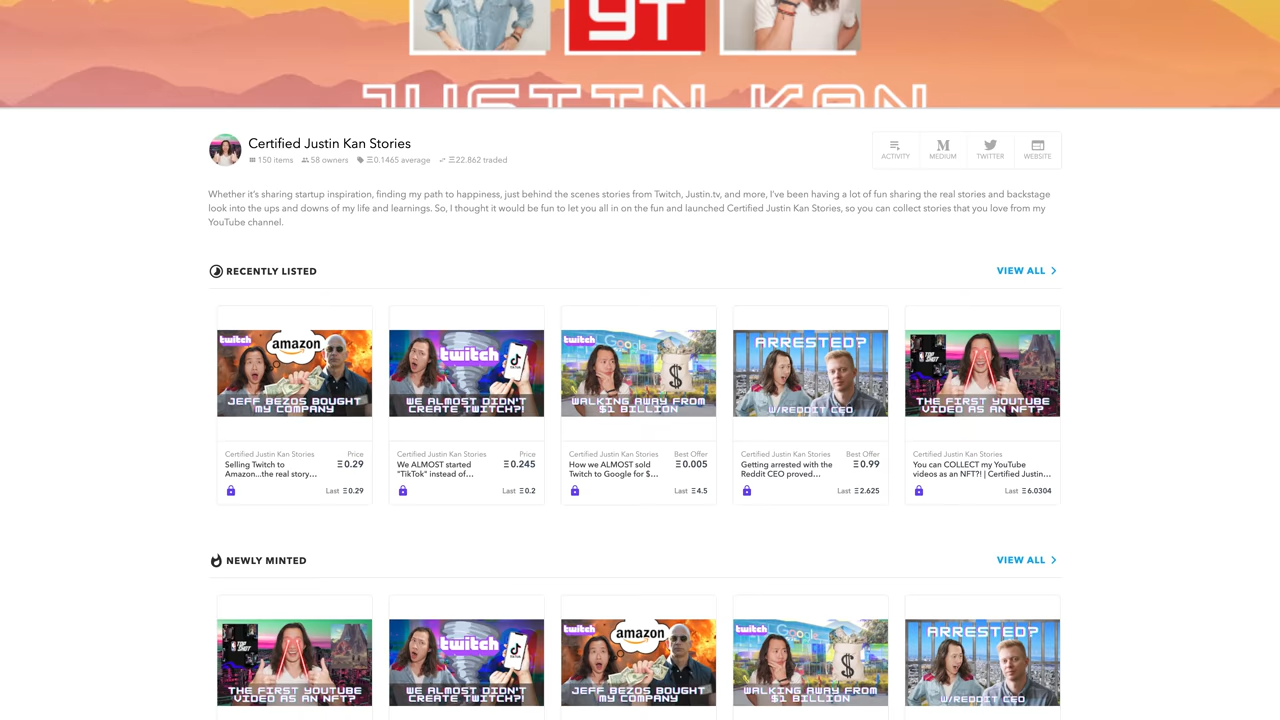 YT
JUSTIN KAN
Certified Justin Kan Stories
150 items 58 owners Ξ0.1465 average Ξ22.862 traded
ACTIVITY MEDIUM TWITTER WEBSITE
Whether it's sharing startup inspiration, finding my path to happiness, just behind the scenes stories from Twitch, Justin.tv, and more, I've been having a lot of fun sharing the real stories and backstage
look into the ups and downs of my life and learnings. So, I thought it would be fun to let you all in on the fun and launched Certified Justin Kan Stories, so you can collect stories that you love from my
YouTube channel.
RECENTLY LISTED VIEW ALL
twitch
amazon
JEFF BEZOS BOUGHT
MY COMPANY
Certified Justin Kan Stories Price
Selling Twitch to Ξ0.29
Amazon...the real story...
Last Ξ0.29
twitch
TikTok
WE ALMOST DIDN'T
CREATE TWITCH?!
Certified Justin Kan Stories Price
We ALMOST started Ξ0.245
"TikTok" instead of...
Last Ξ0.2
twitch
Google
$
WALKING AWAY FROM
$1 BILLION
Certified Justin Kan Stories Best Offer
How we ALMOST sold Ξ0.005
Twitch to Google for $...
Last Ξ4.5
ARRESTED?
W/REDDIT CEO
Certified Justin Kan Stories Best Offer
Getting arrested with the Ξ0.99
Reddit CEO proved...
Last Ξ2.625
TOP
SHOT
THE FIRST YOUTUBE
VIDEO AS AN NFT?
Certified Justin Kan Stories
You can COLLECT my YouTube
videos as an NFT?! | Certified Justin...
Last Ξ6.0304
NEWLY MINTED VIEW ALL
TOP
SHOT
THE FIRST YOUTUBE
VIDEO AS AN NFT?
twitch
TikTok
WE ALMOST DIDN'T
CREATE TWITCH?!
twitch
amazon
JEFF BEZOS BOUGHT
MY COMPANY
twitch
Google
$
WALKING AWAY FROM
$1 BILLION
ARRESTED?
W/REDDIT CEO